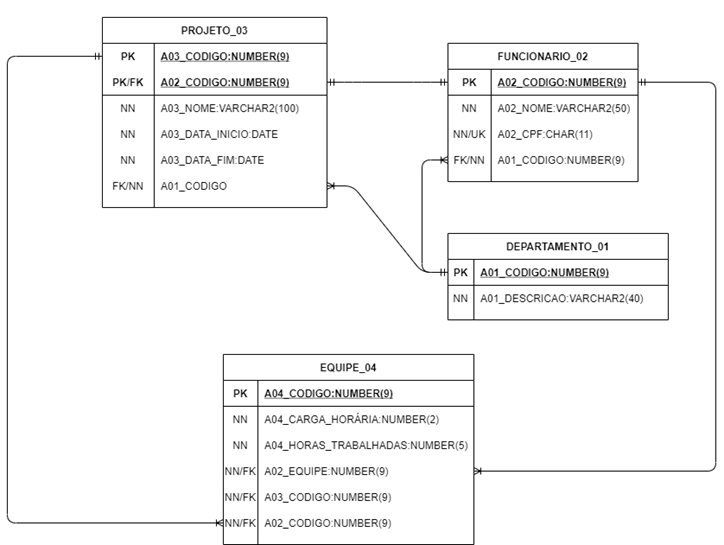 PROJETO_03
PK A03_CODIGO:NUMBER(9)
PK/FK A02_CODIGO:NUMBER(9)
NN A03_NOME:VARCHAR2(100)
NN A03_DATA_INICIO:DATE
NN A03_DATA_FIM:DATE
FK/NN A01_CODIGO
FUNCIONARIO_02
PK A02_CODIGO:NUMBER(9)
NN A02_NOME:VARCHAR2(50)
NN/UK A02_CPF:CHAR(11)
FK/NN A01_CODIGO:NUMBER(9)
DEPARTAMENTO_01
PK A01_CODIGO:NUMBER(9)
NN A01_DESCRICAO:VARCHAR2(40)
EQUIPE_04
PK A04_CODIGO:NUMBER(9)
NN A04_CARGA_HORÁRIA:NUMBER(2)
NN A04_HORAS_TRABALHADAS:NUMBER(5)
NN/FK A02_EQUIPE:NUMBER(9)
NN/FK A03_CODIGO:NUMBER(9)
NN/FK A02_CODIGO:NUMBER(9)